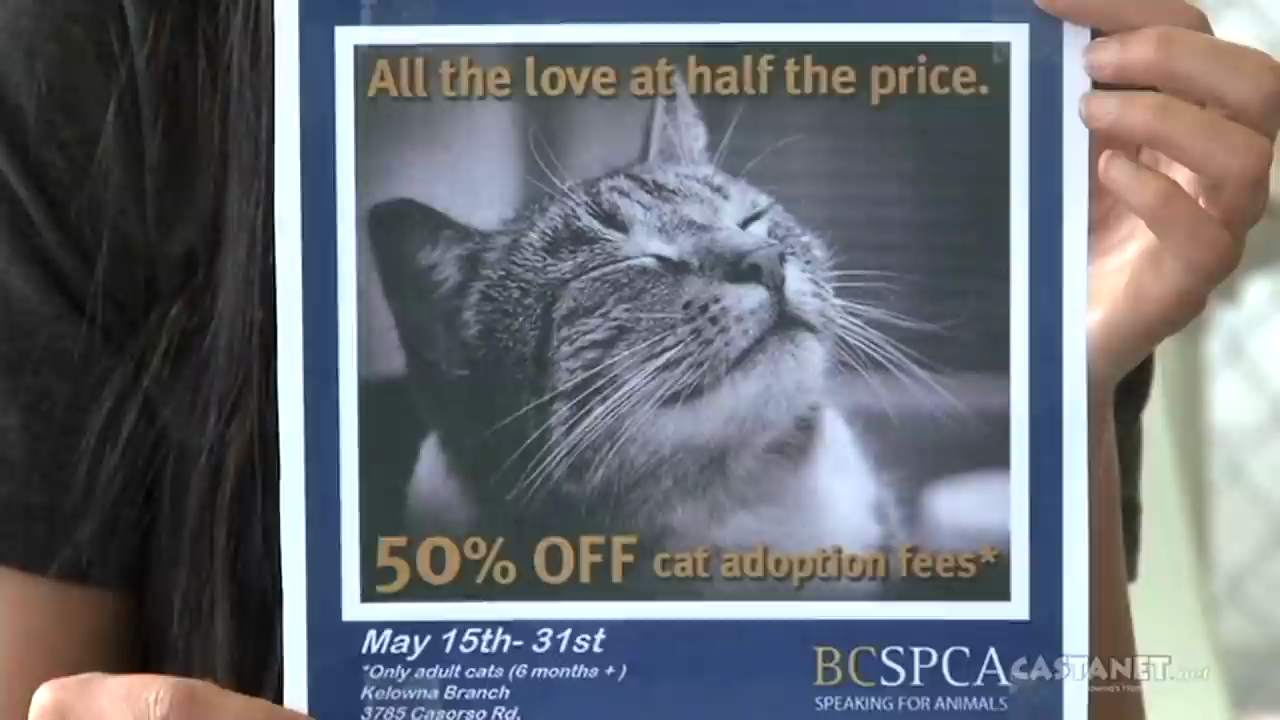 All the love at half the price.
50% OFF cat adoption fees*
May 15th- 31st
*Only adult cats (6 months +)
Kelowna Branch
3785 Casorso Rd.
BCSPCA
SPEAKING FOR ANIMALS
CASTANET.net